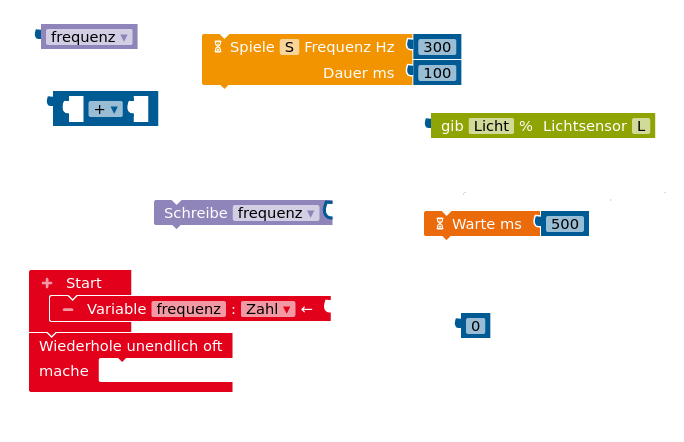 frequenz ▾
Spiele S Frequenz Hz 300
Dauer ms 100
+ ▾
gib Licht % Lichtsensor L
Schreibe frequenz ▾
Warte ms 500
+ Start
− Variable frequenz : Zahl ▾ ←
0
Wiederhole unendlich oft
mache